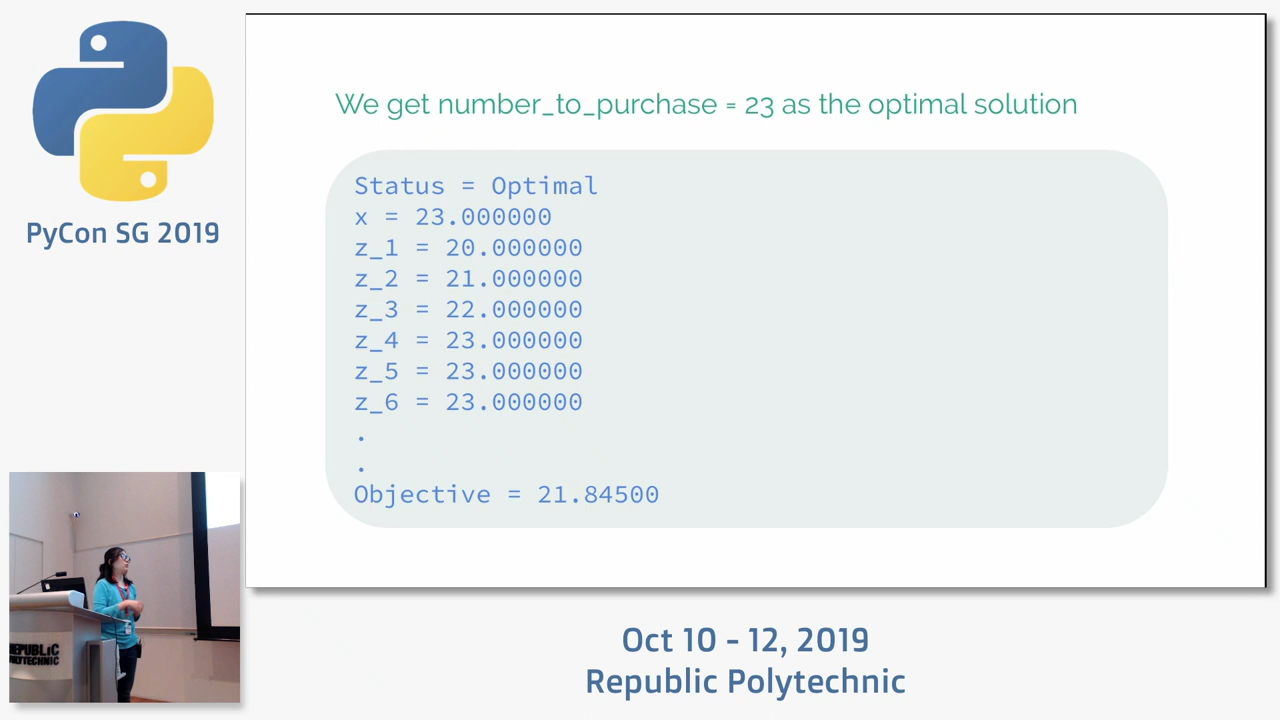 PyCon SG 2019
We get number_to_purchase = 23 as the optimal solution
Status = Optimal
x = 23.000000
z_1 = 20.000000
z_2 = 21.000000
z_3 = 22.000000
z_4 = 23.000000
z_5 = 23.000000
z_6 = 23.000000
.
.
Objective = 21.84500
REPUBLIC
POLYTECHNIC
Oct 10 - 12, 2019
Republic Polytechnic